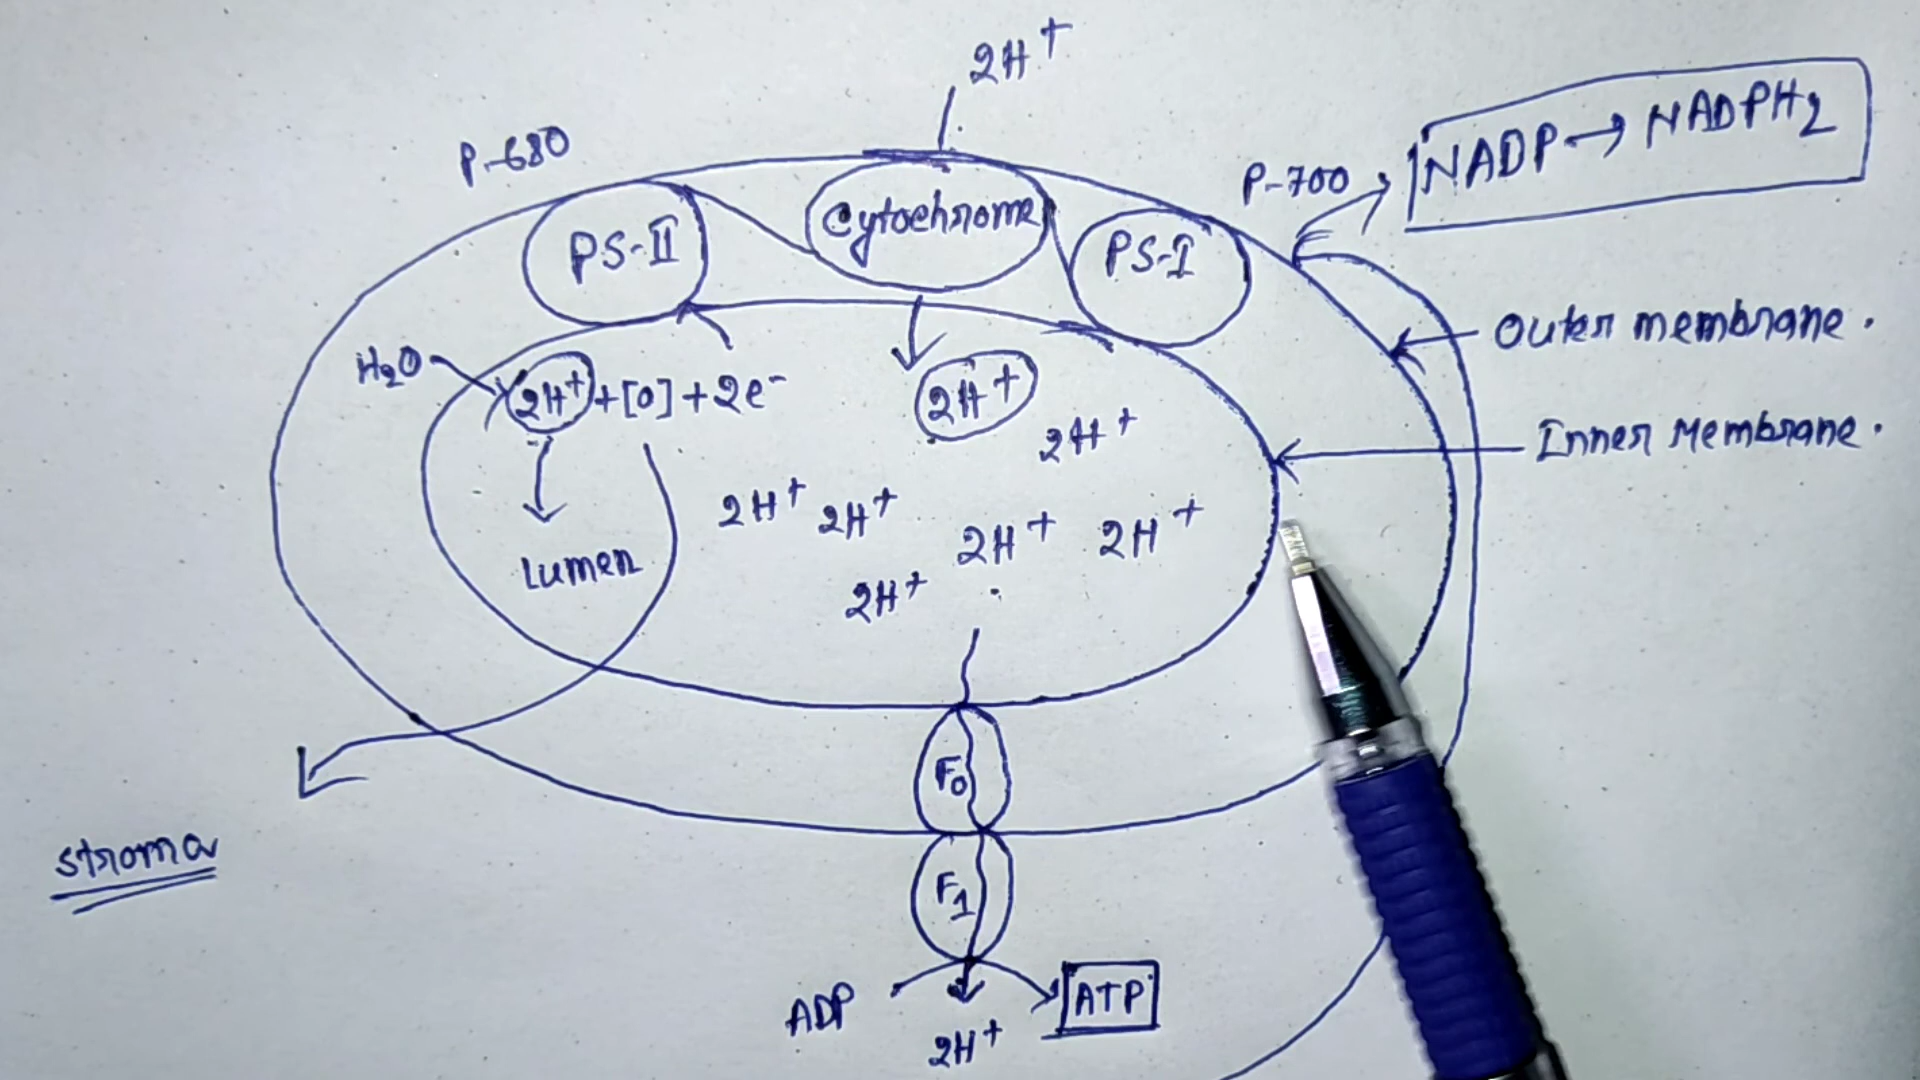 2H+
P-680
P-700
NADP → NADPH2
PS-II
Cytochrome
PS-I
Outer membrane.
H2O
2H+ + [O] + 2e-
2H+
2H+
Inner Membrane.
2H+ 2H+
2H+ 2H+
Lumen
2H+
F0
stroma
F1
ADP
ATP
2H+